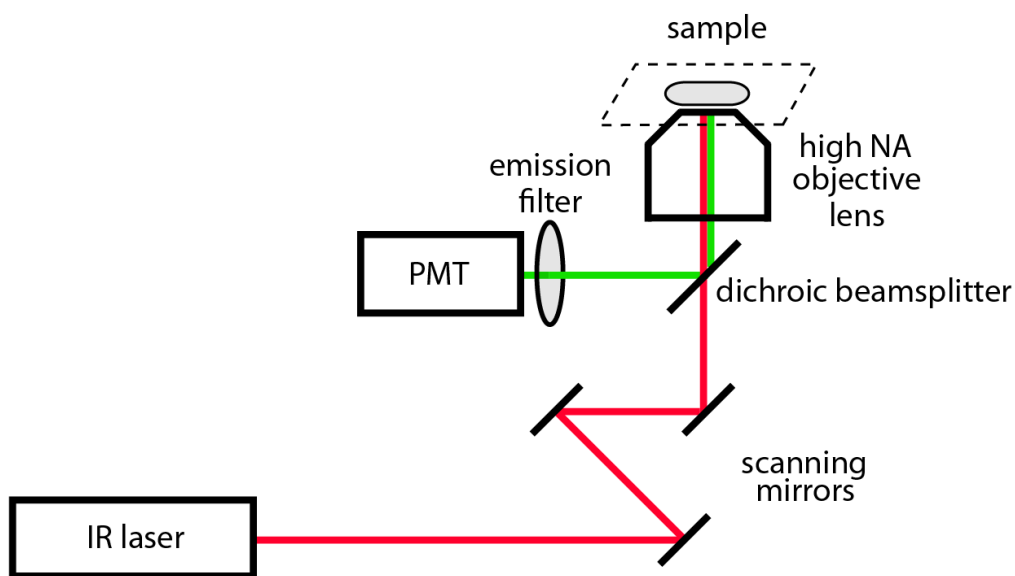 sample
high NA
objective
lens
emission
filter
PMT
dichroic beamsplitter
scanning
mirrors
IR laser